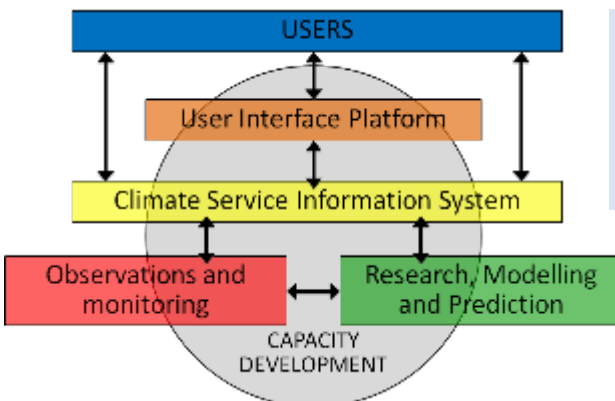 USERS
User Interface Platform
Climate Service Information System
Observations and
monitoring
Research, Modelling
and Prediction
CAPACITY
DEVELOPMENT